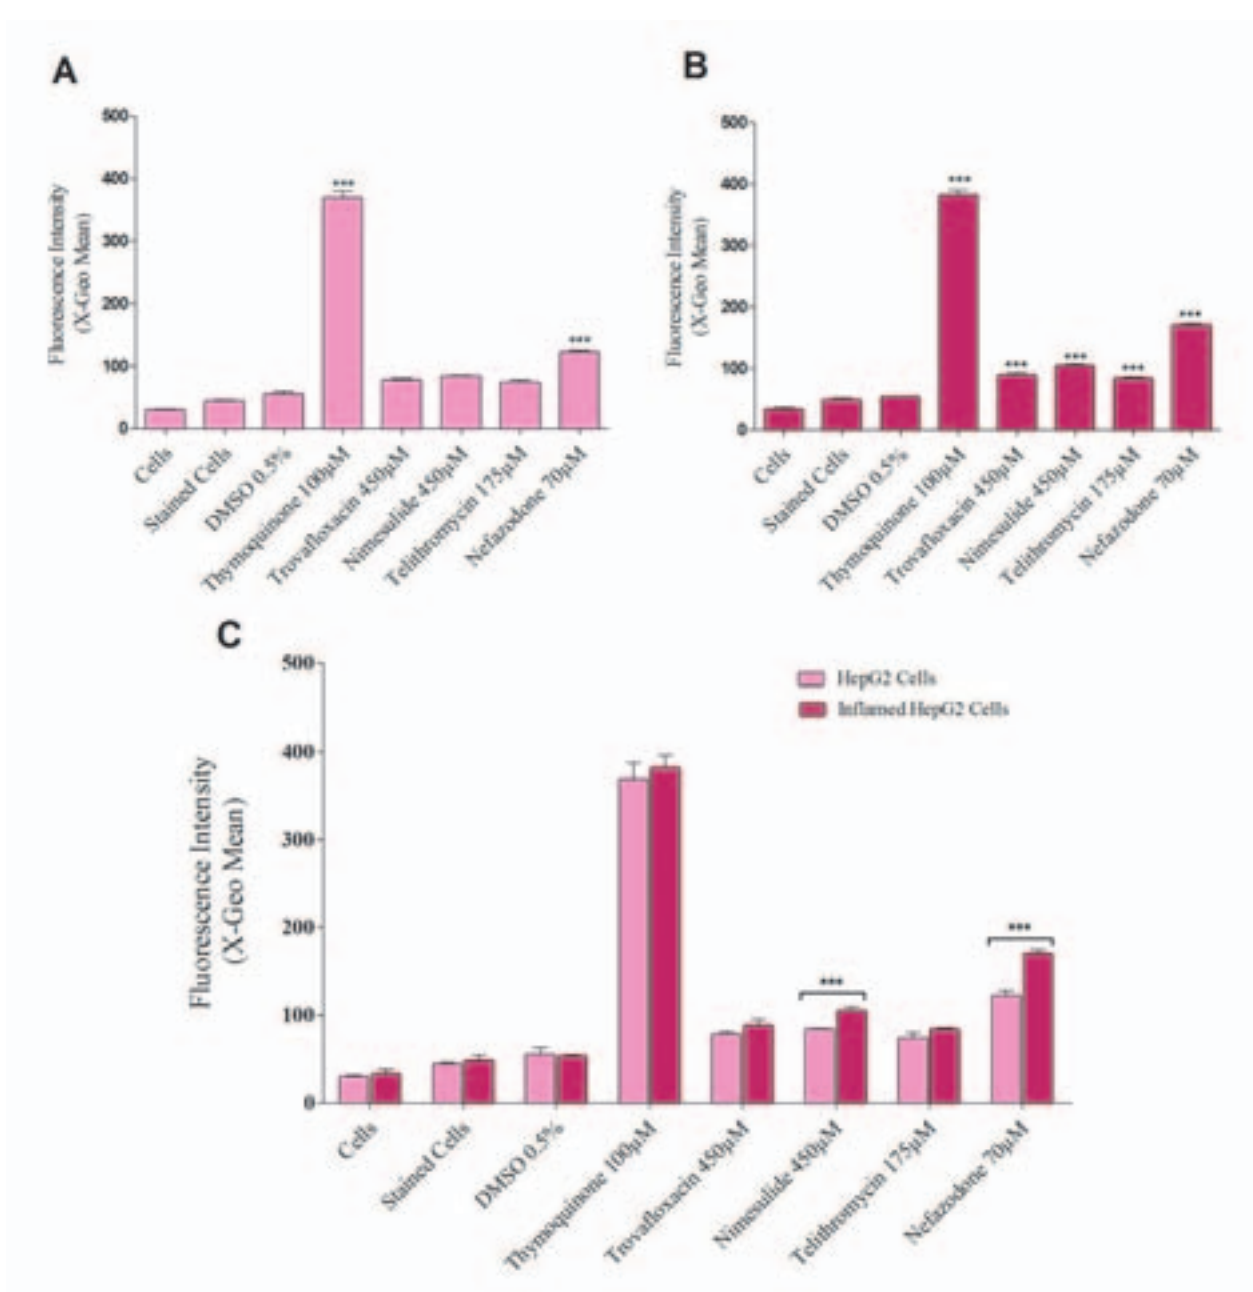 A
500
400
300
200
100
0
Fluorescence Intensity
(X-Geo Mean)
***
***
Cells
Stained Cells
DMSO 0.5%
Thymoquinone 100µM
Trovafloxacin 450µM
Nimesulide 450µM
Telithromycin 175µM
Nefazodone 70µM
B
500
400
300
200
100
0
Fluorescence Intensity
(X-Geo Mean)
***
***
***
***
***
Cells
Stained Cells
DMSO 0.5%
Thymoquinone 100µM
Trovafloxacin 450µM
Nimesulide 450µM
Telithromycin 175µM
Nefazodone 70µM
C
500
400
300
200
100
0
Fluorescence Intensity
(X-Geo Mean)
HepG2 Cells
Inflamed HepG2 Cells
***
***
Cells
Stained Cells
DMSO 0.5%
Thymoquinone 100µM
Trovafloxacin 450µM
Nimesulide 450µM
Telithromycin 175µM
Nefazodone 70µM